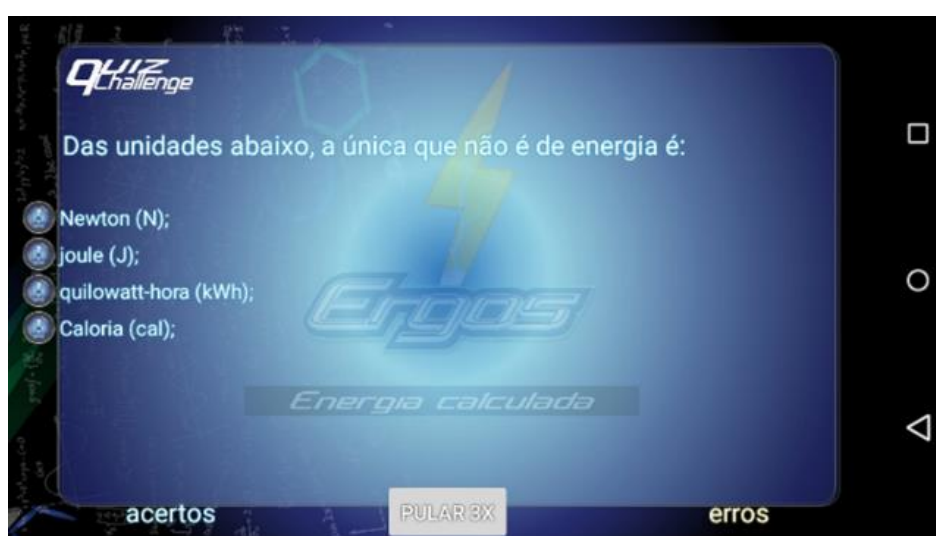 QUIZ
Challenge
Das unidades abaixo, a única que não é de energia é:
Newton (N);
joule (J);
quilowatt-hora (kWh);
Caloria (cal);
Ergos
Energia calculada
acertos
PULAR 3X
erros